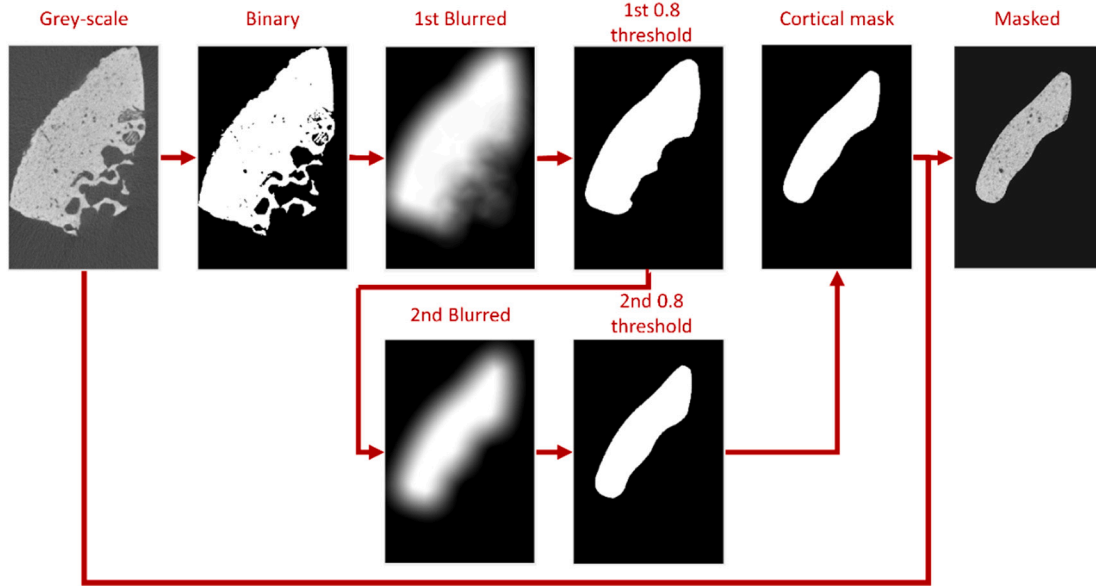 Grey-scale
Binary
1st Blurred
1st 0.8
threshold
Cortical mask
Masked
2nd Blurred
2nd 0.8
threshold